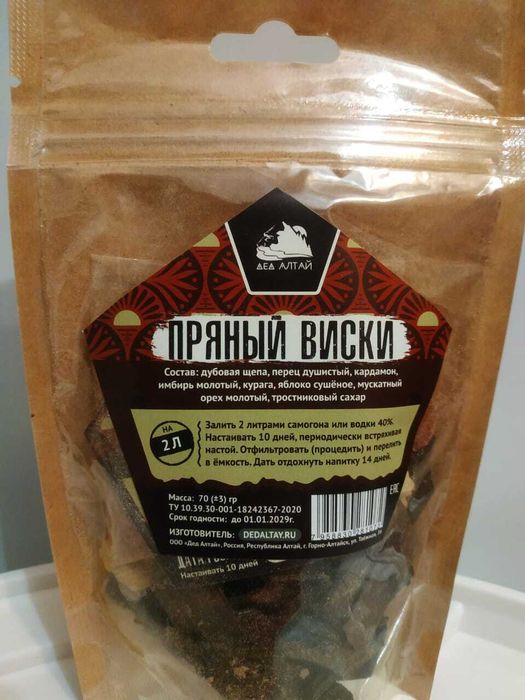 ДЕД АЛТАЙ
ПРЯНЫЙ ВИСКИ
Состав: дубовая щепа, перец душистый, кардамон,
имбирь молотый, курага, яблоко сушёное, мускатный
орех молотый, тростниковый сахар
НА
2 Л
Залить 2 литрами самогона или водки 40%.
Настаивать 10 дней, периодически встряхивая
настой. Отфильтровать (процедить) и перелить
в ёмкость. Дать отдохнуть напитку 14 дней.
Масса: 70 (±3) гр
ТУ 10.39.30-001-18242367-2020
Срок годности: до 01.01.2029г.
ИЗГОТОВИТЕЛЬ: DEDALTAY.RU
ООО «Дед Алтай», Россия, Республика Алтай, г. Горно-Алтайск, ул. Таёжная,
EAC
Настаивать 10 дней